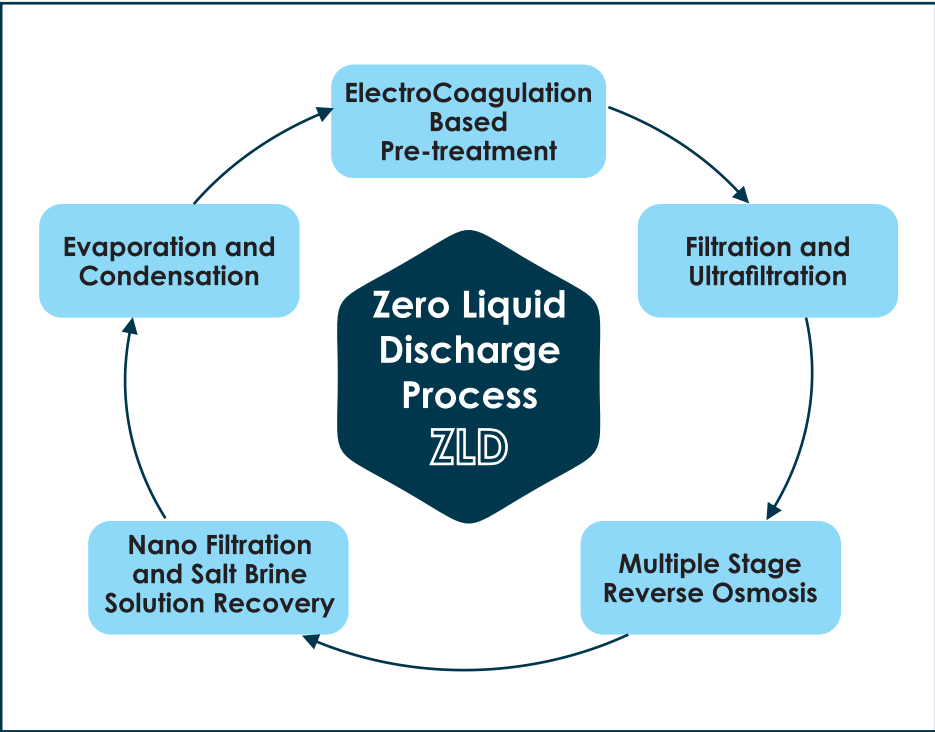 ElectroCoagulation
Based
Pre-treatment
Evaporation and
Condensation
Filtration and
Ultrafiltration
Zero Liquid
Discharge
Process
ZLD
Nano Filtration
and Salt Brine
Solution Recovery
Multiple Stage
Reverse Osmosis